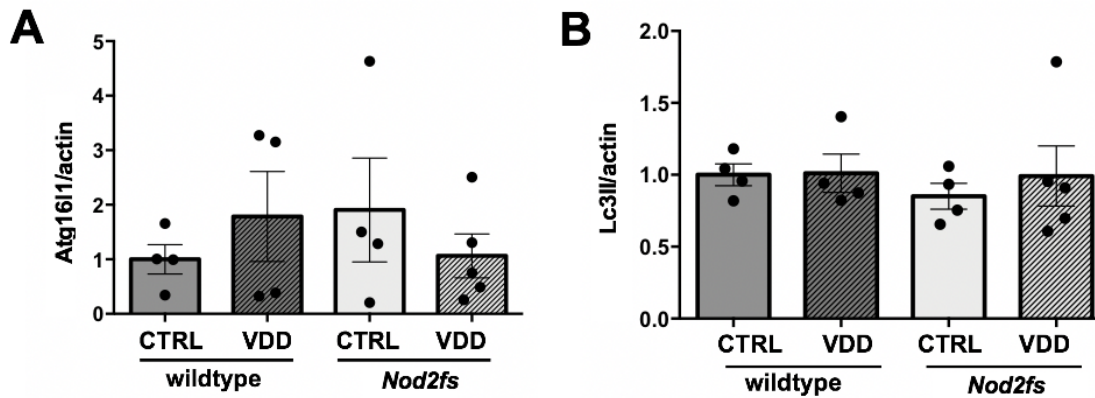 A
Atg16l1/actin
5
4
3
2
1
0
CTRL VDD CTRL VDD
wildtype Nod2fs
B
Lc3II/actin
2.0
1.5
1.0
0.5
0.0
CTRL VDD CTRL VDD
wildtype Nod2fs